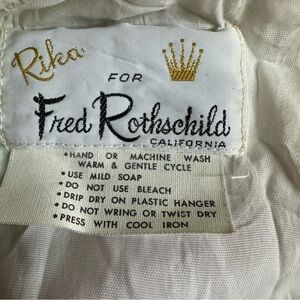 Rika
FOR
Fred Rothschild
CALIFORNIA
•HAND OR MACHINE WASH
WARM & GENTLE CYCLE
•USE MILD SOAP
•DO NOT USE BLEACH
•DRIP DRY ON PLASTIC HANGER
•DO NOT WRING OR TWIST DRY
•PRESS WITH COOL IRON